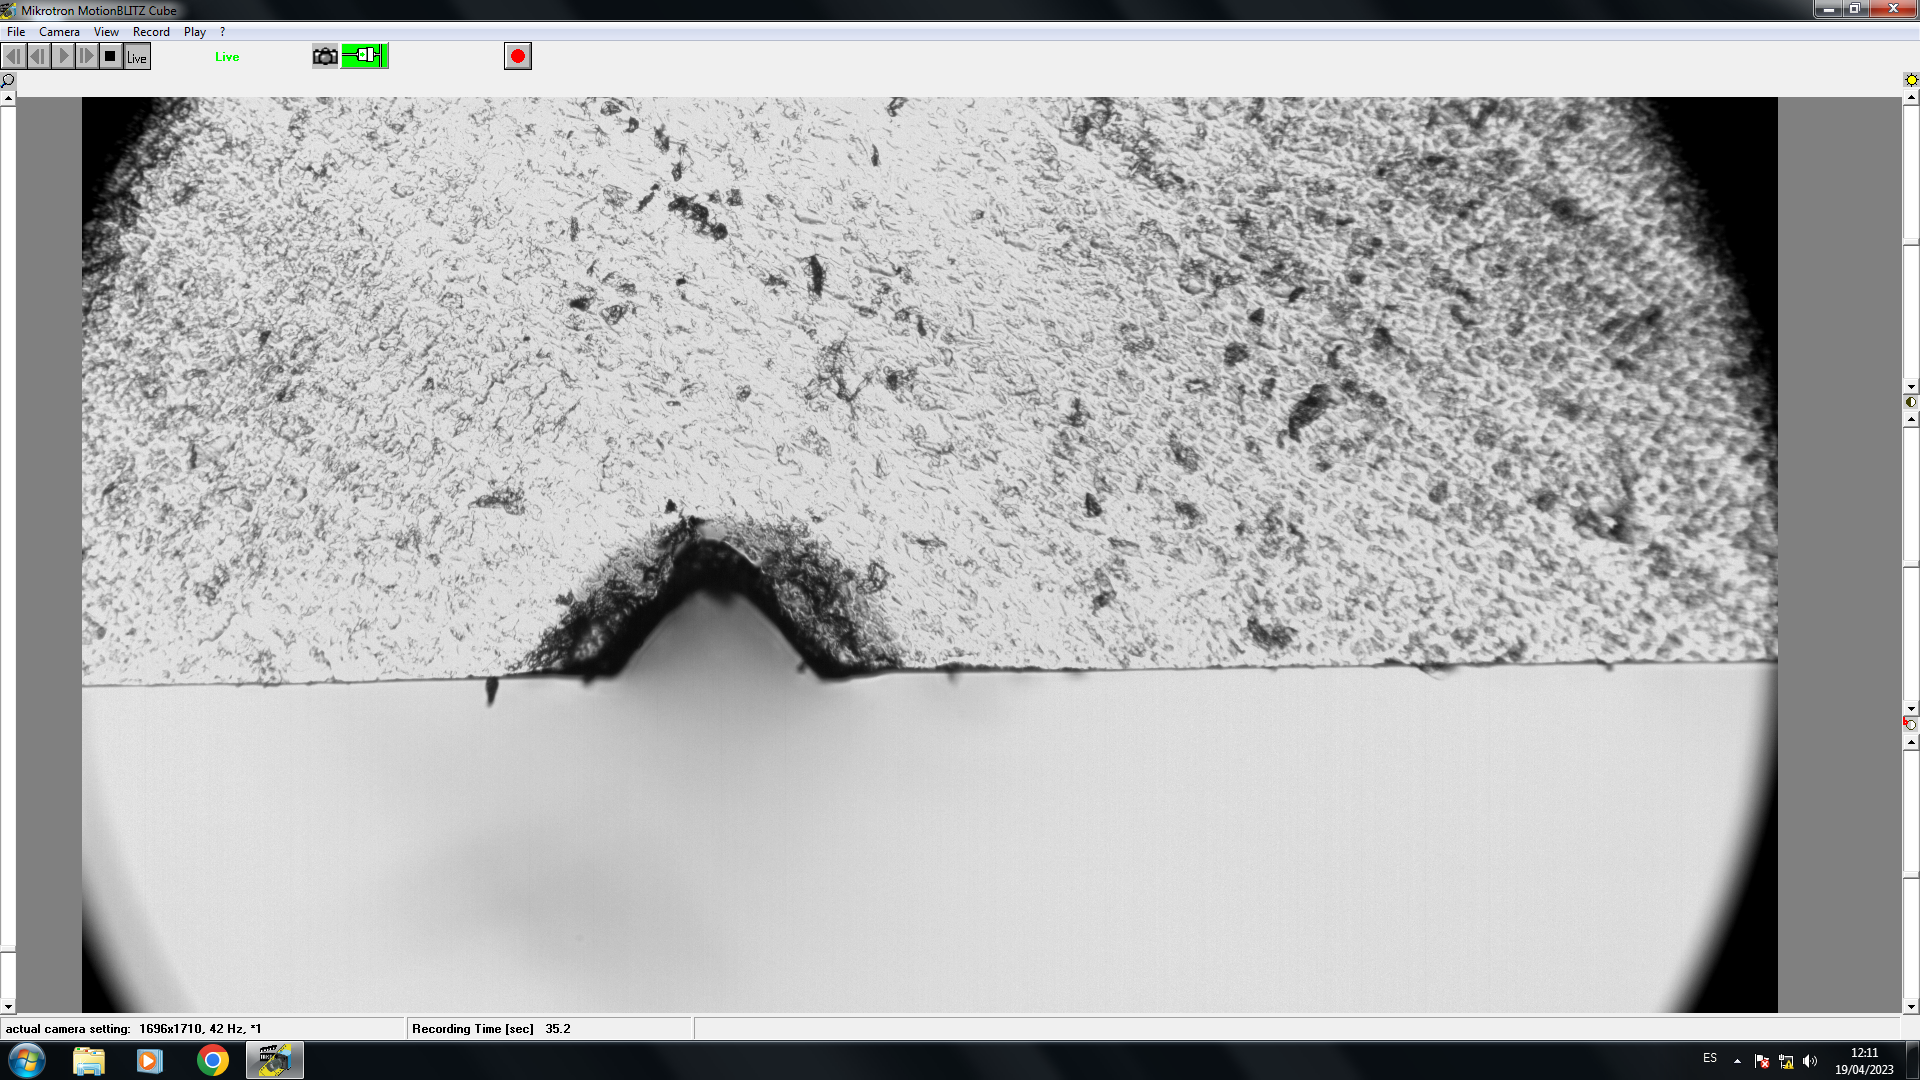 Mikrotron MotionBLITZ Cube
File Camera View Record Play ?
Live Live
actual camera setting: 1696x1710, 42 Hz, *1 Recording Time [sec] 35.2
ES 12:11
19/04/2023